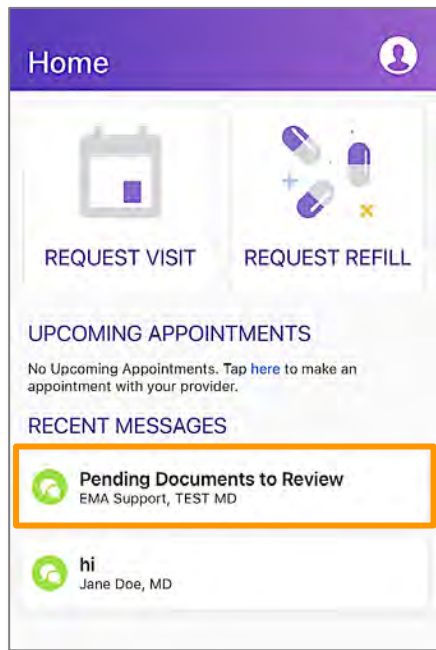 Home
REQUEST VISIT
REQUEST REFILL
UPCOMING APPOINTMENTS
No Upcoming Appointments. Tap here to make an
appointment with your provider.
RECENT MESSAGES
Pending Documents to Review
EMA Support, TEST MD
hi
Jane Doe, MD